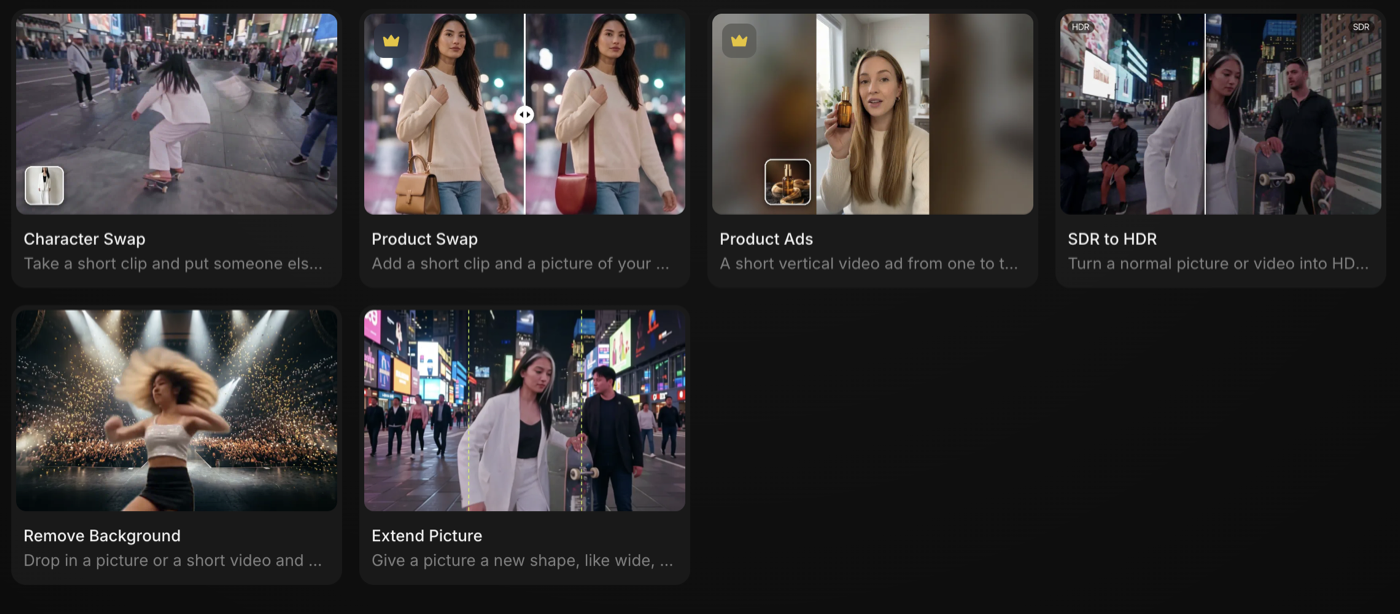 HDR
SDR
Character Swap
Take a short clip and put someone els...
Product Swap
Add a short clip and a picture of your ...
Product Ads
A short vertical video ad from one to t...
SDR to HDR
Turn a normal picture or video into HD...
Remove Background
Drop in a picture or a short video and ...
Extend Picture
Give a picture a new shape, like wide, ...